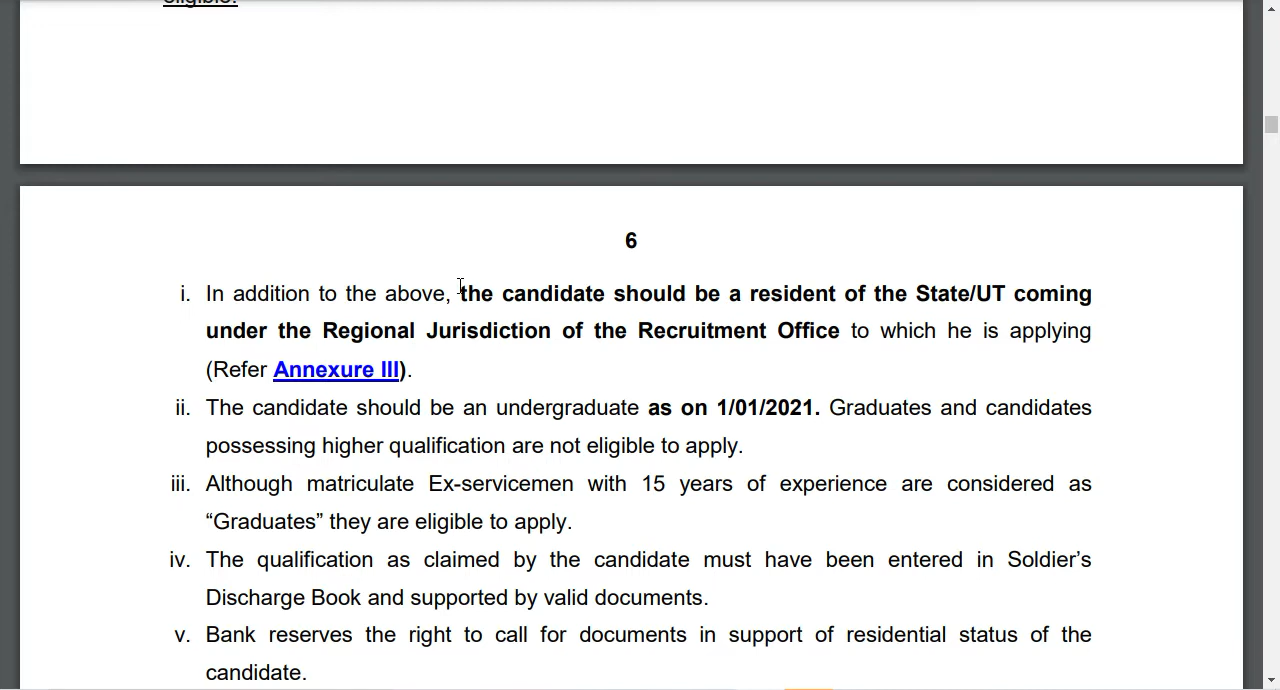 eligible.
6
i. In addition to the above, the candidate should be a resident of the State/UT coming
under the Regional Jurisdiction of the Recruitment Office to which he is applying
(Refer Annexure III).
ii. The candidate should be an undergraduate as on 1/01/2021. Graduates and candidates
possessing higher qualification are not eligible to apply.
iii. Although matriculate Ex-servicemen with 15 years of experience are considered as
“Graduates” they are eligible to apply.
iv. The qualification as claimed by the candidate must have been entered in Soldier’s
Discharge Book and supported by valid documents.
v. Bank reserves the right to call for documents in support of residential status of the
candidate.